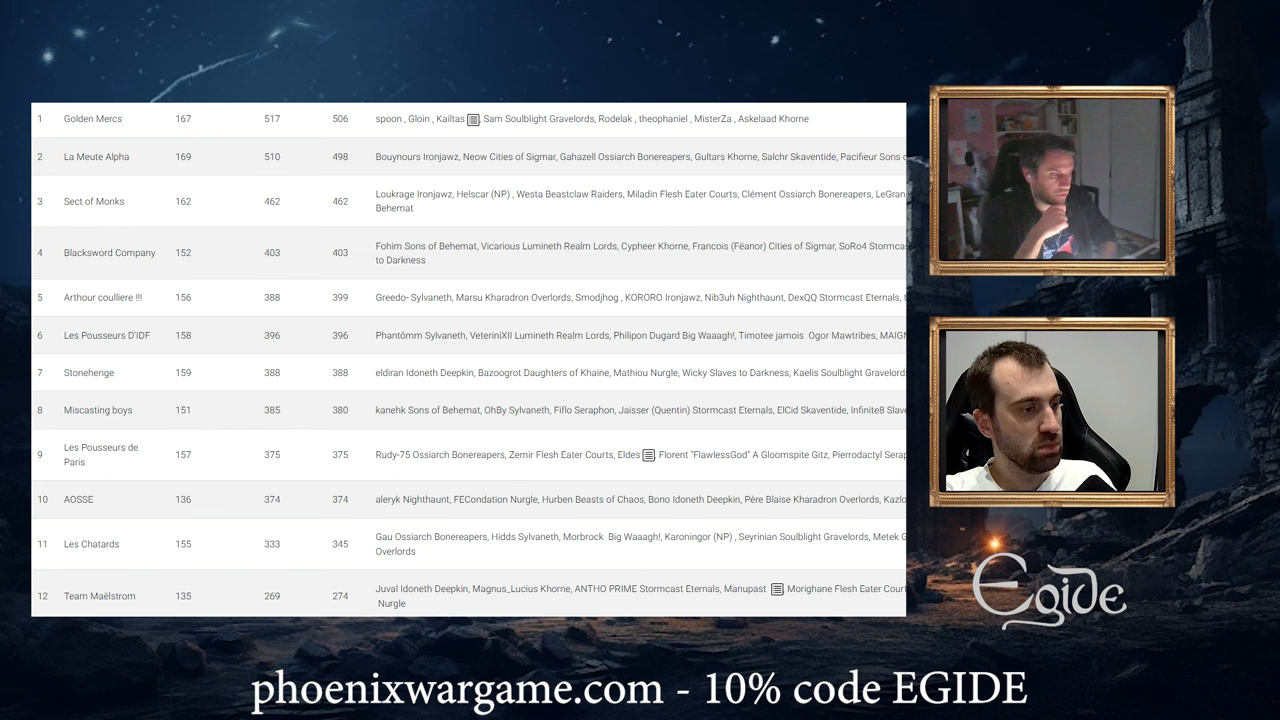 1 Golden Mercs 167 517 506 spoon , Gloin , Kaïltas , Sam Soulblight Gravelords, Rodelak , theophaniel , MisterZa , Askelaad Khorne
2 La Meute Alpha 169 510 498 Bouynours Ironjawz, Neow Cities of Sigmar, Gahazell Ossiarch Bonereapers, Gultars Khorne, Salchr Skaventide, Pacifieur Sons
3 Sect of Monks 162 462 462 Loukrage Ironjawz, Helscar (NP) , Westa Beastclaw Raiders, Miladin Flesh Eater Courts, Clément Ossiarch Bonereapers, LeGran
Behemat
4 Blacksword Company 152 403 403 Fohim Sons of Behemat, Vicarious Lumineth Realm Lords, Cypheer Khorne, Francois (Fëanor) Cities of Sigmar, SoRo4 Stormcas
to Darkness
5 Arthour coulliere !!! 156 388 399 Greedo- Sylvaneth, Marsu Kharadron Overlords, Smodjhog , KORORO Ironjawz, Nib3uh Nighthaunt, DexQQ Stormcast Eternals,
6 Les Pousseurs D'IDF 158 396 396 Phantômm Sylvaneth, VeteriniXII Lumineth Realm Lords, Philipon Dugard Big Waaagh!, Timotee jamois Ogor Mawtribes, MAIGN
7 Stonehenge 159 388 388 eldiran Idoneth Deepkin, Bazoogrot Daughters of Khaine, Mathiou Nurgle, Wicky Slaves to Darkness, Kaelis Soulblight Gravelords
8 Miscasting boys 151 385 380 kanehk Sons of Behemat, OhBy Sylvaneth, Fiflo Seraphon, Jaisser (Quentin) Stormcast Eternals, ElCid Skaventide, Infinite8 Slave
9 Les Pousseurs de Paris 157 375 375 Rudy-75 Ossiarch Bonereapers, Zemir Flesh Eater Courts, Eldes , Florent "FlawlessGod" A Gloomspite Gitz, Pierrodactyl Serap
10 AOSSE 136 374 374 aleryk Nighthaunt, FECondation Nurgle, Hurben Beasts of Chaos, Bono Idoneth Deepkin, Père Blaise Kharadron Overlords, Kazlo
11 Les Chatards 155 333 345 Gau Ossiarch Bonereapers, Hidds Sylvaneth, Morbrock Big Waaagh!, Karoningor (NP) , Seyrinian Soulblight Gravelords, Metek G
Overlords
12 Team Maëlstrom 135 269 274 Juval Idoneth Deepkin, Magnus_Lucius Khorne, ANTHO PRIME Stormcast Eternals, Manupast , Morighane Flesh Eater Court
Nurgle
Egide
phoenixwargame.com - 10% code EGIDE